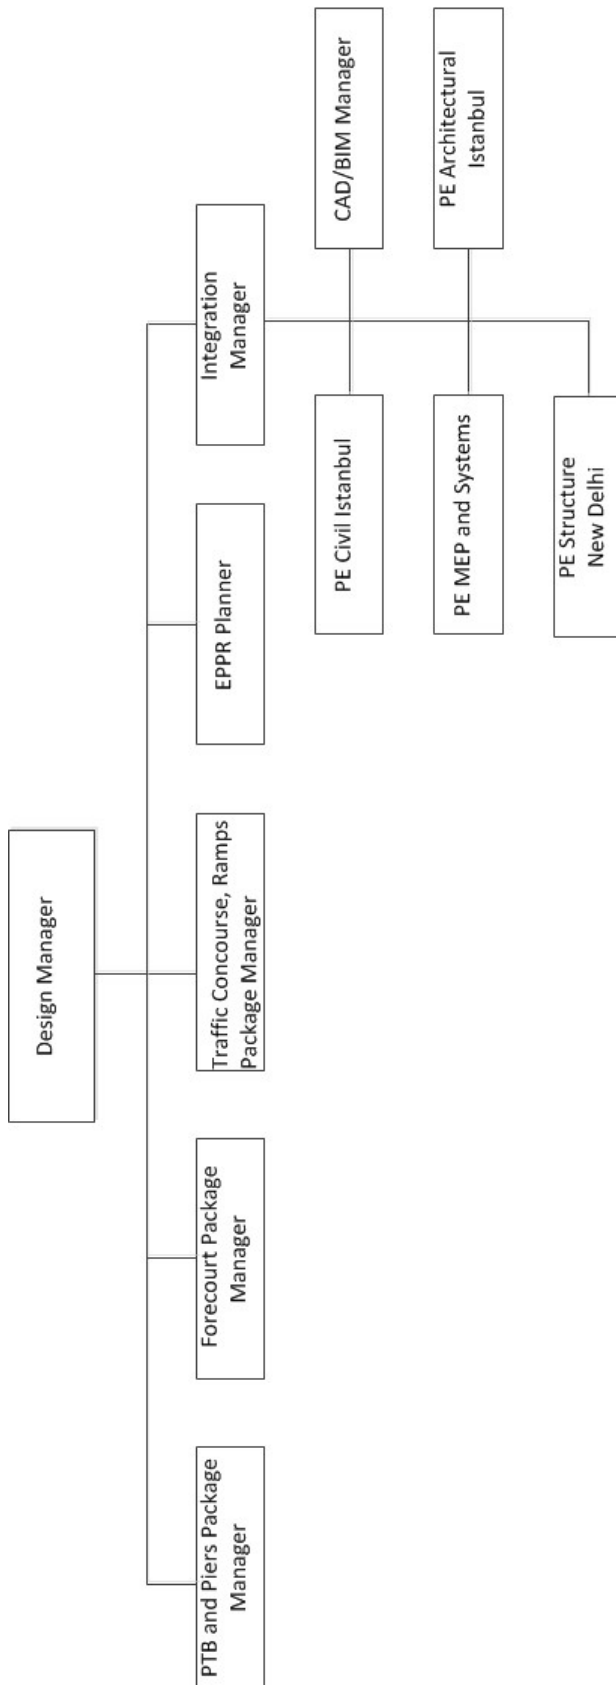 Design Manager
PTB and Piers Package
Manager
Forecourt Package
Manager
Traffic Concourse, Ramps
Package Manager
EPPR Planner
Integration
Manager
PE Civil Istanbul
CAD/BIM Manager
PE MEP and Systems
PE Architectural
Istanbul
PE Structure
New Delhi